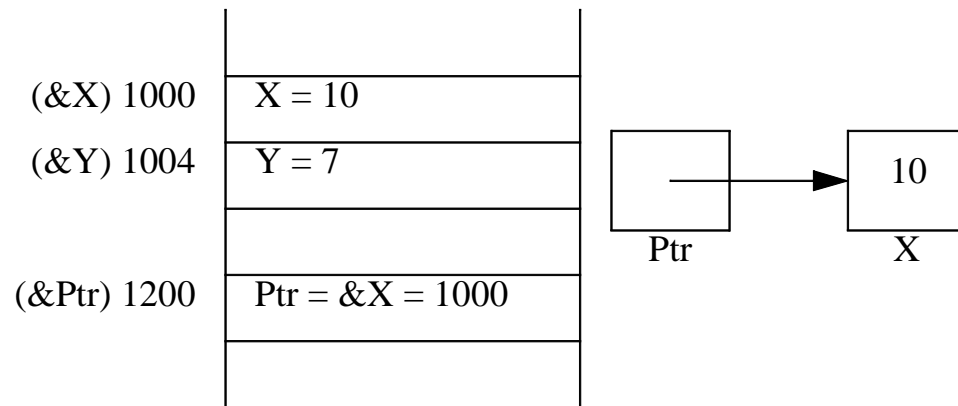 (&X) 1000 X = 10
(&Y) 1004 Y = 7
(&Ptr) 1200 Ptr = &X = 1000
10
Ptr X